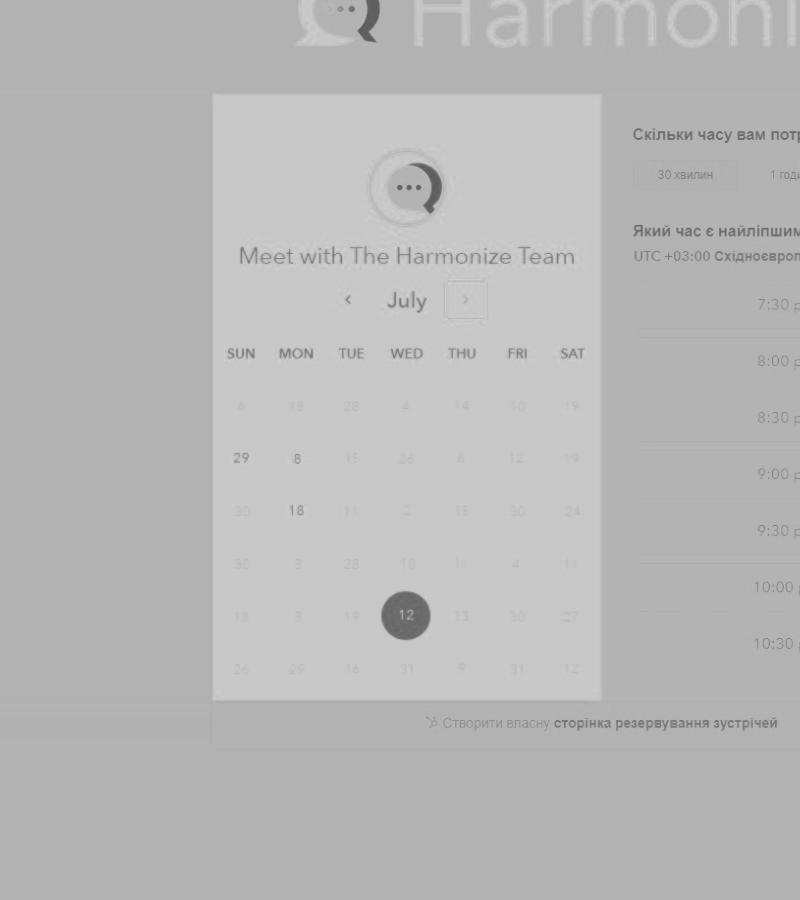 Harmoni
Meet with The Harmonize Team
July
SUN MON TUE WED THU FRI SAT
6 18 28 4 14 10 19
29 8 15 26 6 12 19
30 18 11 2 15 30 24
30 3 28 10 11 4 11
18 3 19 12 13 30 27
26 29 16 31 9 31 12
Скільки часу вам потр
30 хвилин 1 годи
Який час є найліпшим
UTC +03:00 Східноєвроп
7:30 p
8:00 p
8:30 p
9:00 p
9:30 p
10:00 p
10:30 p
Створити власну сторінка резервування зустрічей